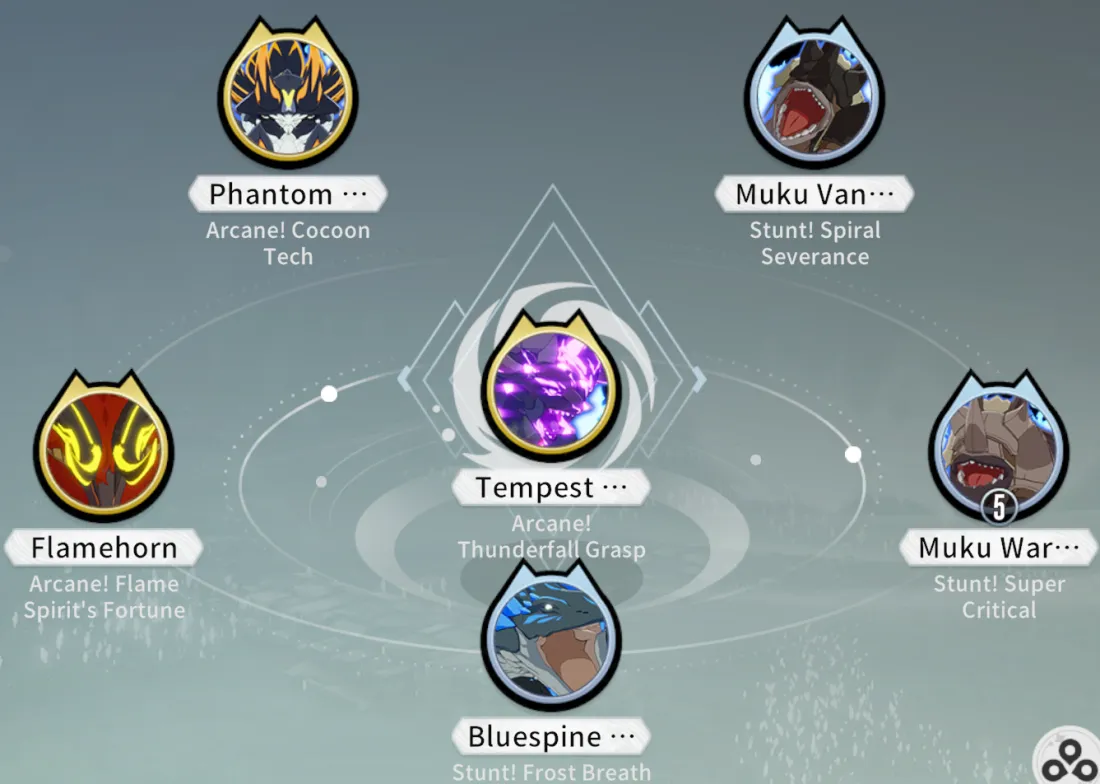 Phantom ···
Arcane! Cocoon
Tech
Muku Van···
Stunt! Spiral
Severance
Tempest ···
Arcane!
Thunderfall Grasp
Flamehorn
Arcane! Flame
Spirit's Fortune
5
Muku War···
Stunt! Super
Critical
Bluespine ···
Stunt! Frost Breath